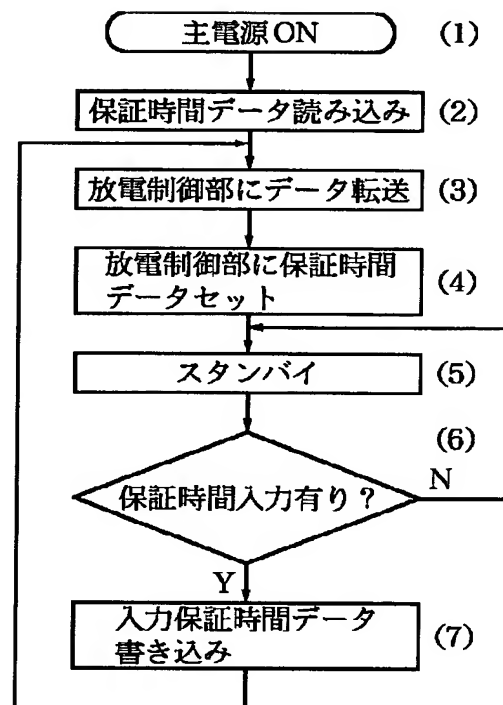 主電源ON (1)
保証時間データ読み込み (2)
放電制御部にデータ転送 (3)
放電制御部に保証時間
データセット (4)
スタンバイ (5)
(6)
保証時間入力有り？
N
Y
入力保証時間データ
書き込み (7)